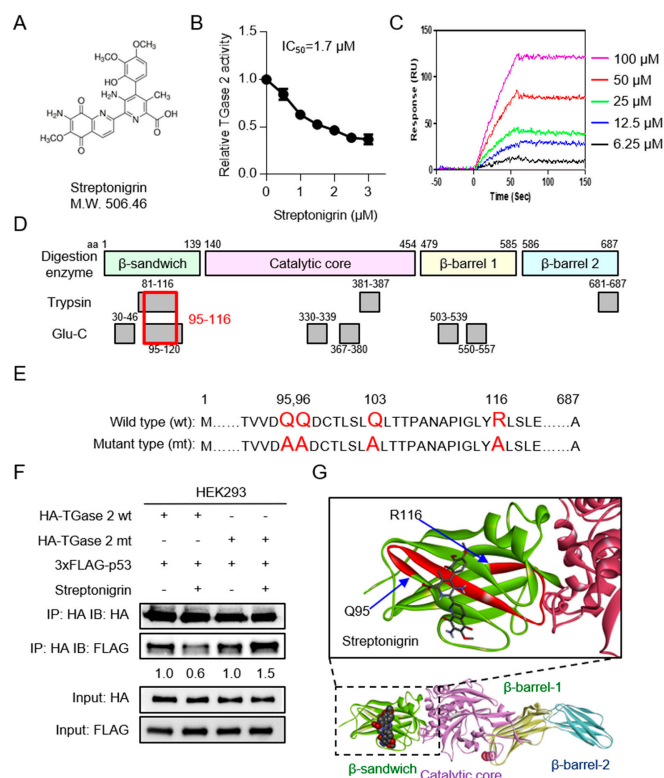 A
OCH₃
H₃CO
HO
H₂N
CH₃
H₂N
O
N
N
OH
H₃CO
O
O
Streptonigrin
M.W. 506.46
B
IC₅₀=1.7 µM
Relative TGase 2 activity
1.5
1.0
0.5
0.0
0 1 2 3
Streptonigrin (µM)
C
Response (RU)
150
100
50
0
-50 0 50 100 150
Time (Sec)
100 µM
50 µM
25 µM
12.5 µM
6.25 µM
D
aa 1 139 140 454 479 585 586 687
Digestion enzyme
β-sandwich Catalytic core β-barrel 1 β-barrel 2
81-116 381-387 681-687
Trypsin
95-116
30-46 330-339 503-539
Glu-C
95-120 367-380 550-557
E
1 95,96 103 116 687
Wild type (wt): M......TVVDQQDCTLSLQLTTPANAPIGLYRLSLE......A
Mutant type (mt): M......TVVDAADCTLSLALTTPANAPIGLYALSLE......A
F
HEK293
HA-TGase 2 wt + + - -
HA-TGase 2 mt - - + +
3xFLAG-p53 + + + +
Streptonigrin - + - +
IP: HA IB: HA
IP: HA IB: FLAG
1.0 0.6 1.0 1.5
Input: HA
Input: FLAG
G
R116
Q95
Streptonigrin
β-barrel-1
β-sandwich
Catalytic core
β-barrel-2